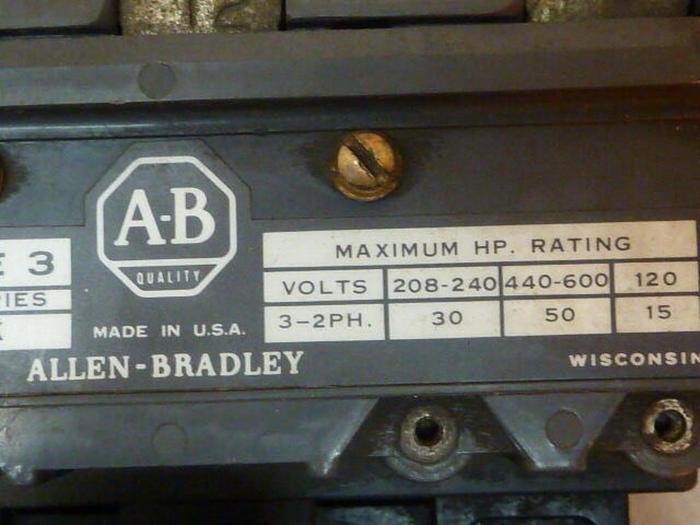 A-B
QUALITY
MADE IN U.S.A.
ALLEN-BRADLEY
3
MAXIMUM HP. RATING
VOLTS 208-240 440-600 120
3-2PH. 30 50 15
WISCONSIN